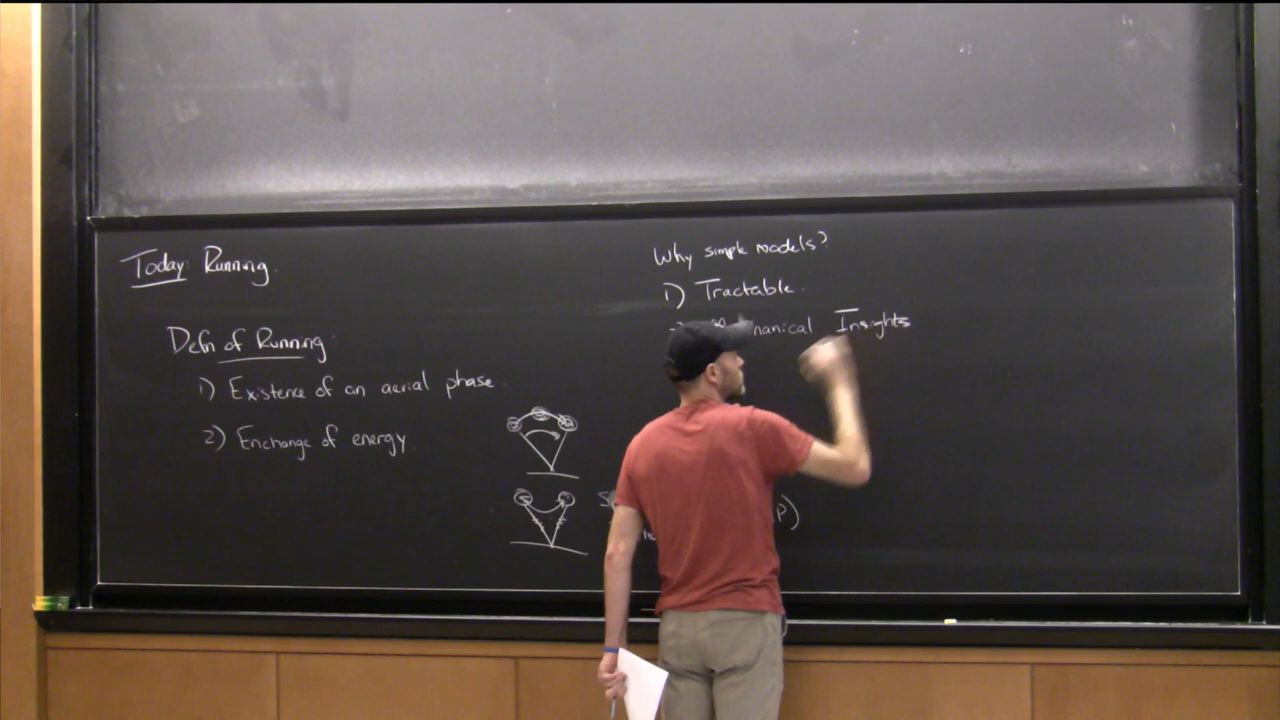 Today: Running.
Defn of Running
1) Existence of an aerial phase.
2) Enchange of energy
Why simple models?
1) Tractable.
Insights
P)